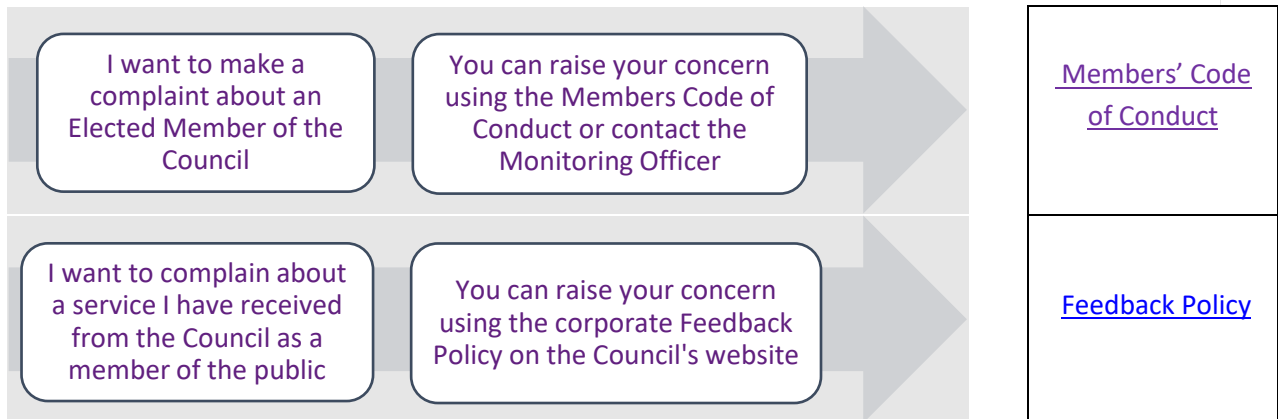 I want to make a
complaint about an
Elected Member of the
Council
You can raise your concern
using the Members Code of
Conduct or contact the
Monitoring Officer
Members’ Code
of Conduct
I want to complain about
a service I have received
from the Council as a
member of the public
You can raise your concern
using the corporate Feedback
Policy on the Council's website
Feedback Policy